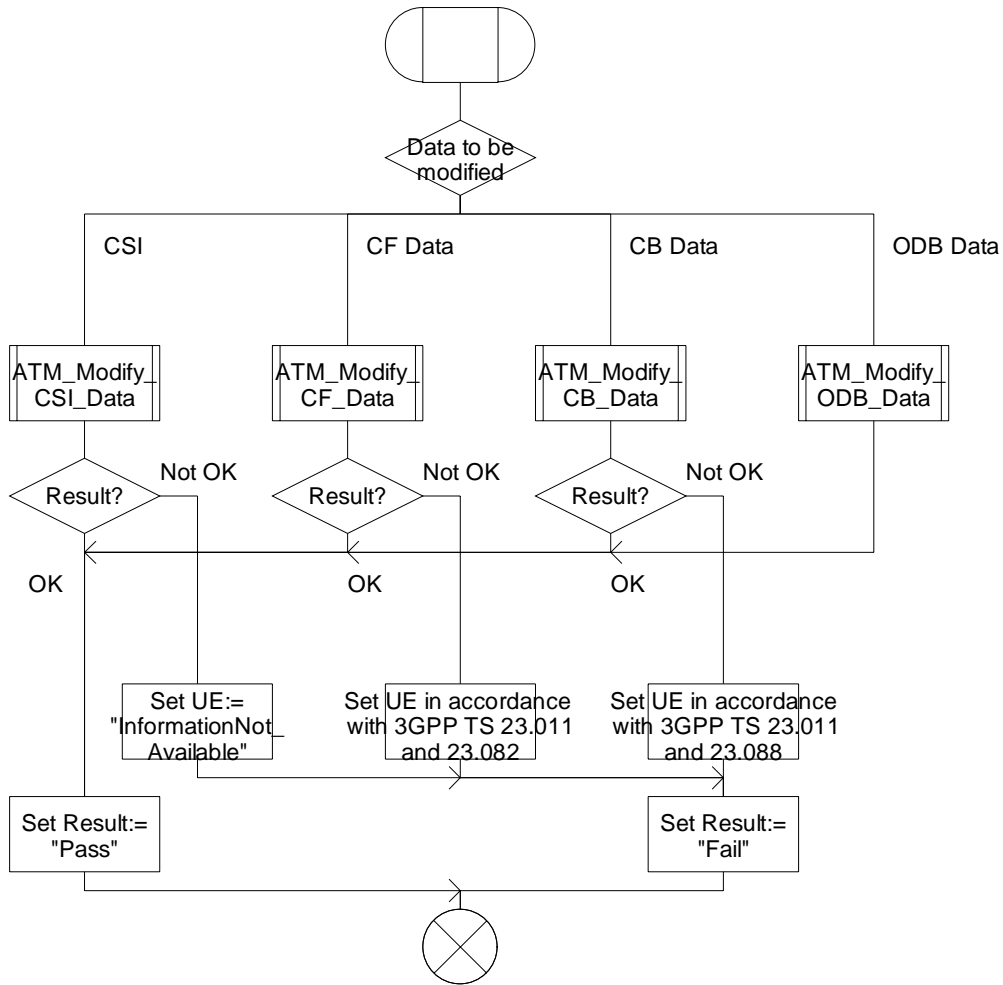 Data to be
modified
CSI
CF Data
CB Data
ODB Data
ATM_Modify_
CSI_Data
ATM_Modify_
CF_Data
ATM_Modify_
CB_Data
ATM_Modify_
ODB_Data
Result?
Not OK
Result?
Not OK
Result?
Not OK
OK
OK
OK
Set UE:=
"InformationNot_
Available"
Set UE in accordance
with 3GPP TS 23.011
and 23.082
Set UE in accordance
with 3GPP TS 23.011
and 23.088
Set Result:=
"Pass"
Set Result:=
"Fail"